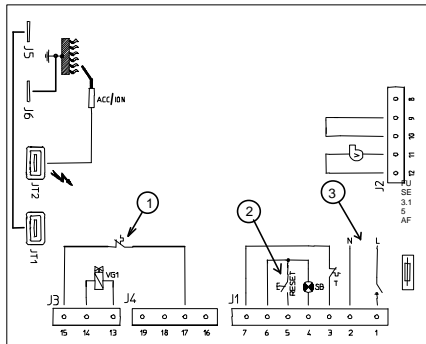 J5
J6
ACC/ION
JT2
JT1
8
9
10
11
12
V
J2
FU
SE
3.1
5
AF
1
2
3
N
L
VG1
E
RESET
SB
T
J3
J4
J1
15
14
13
19
18
17
16
7
6
5
4
3
2
1